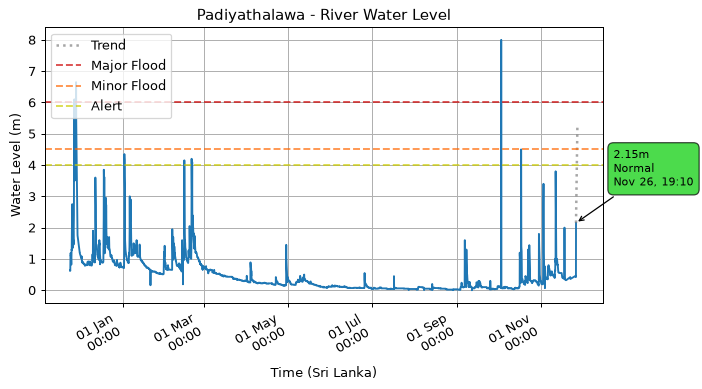 Padiyathalawa - River Water Level
Trend
Major Flood
Minor Flood
Alert
Water Level (m)
8
7
6
5
4
3
2
1
0
2.15m
Normal
Nov 26, 19:10
01 Jan
00:00
01 Mar
00:00
01 May
00:00
01 Jul
00:00
01 Sep
00:00
01 Nov
00:00
Time (Sri Lanka)